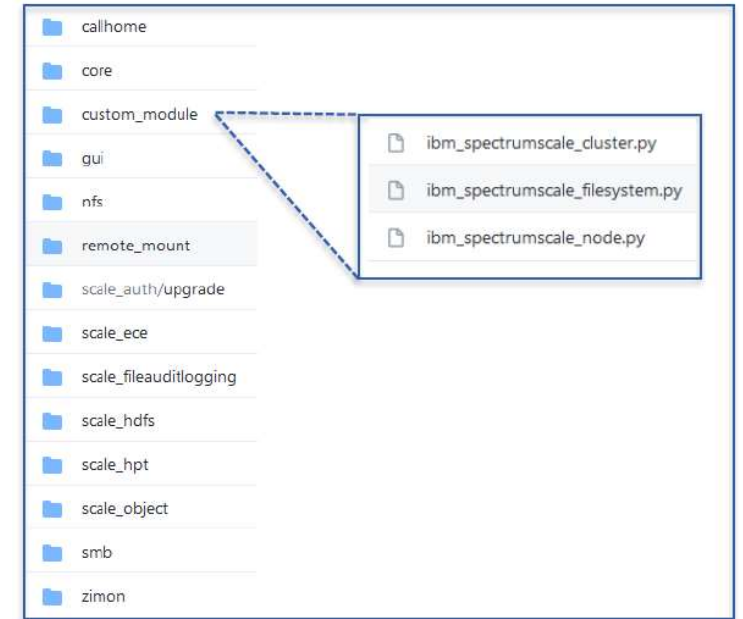 callhome
core
custom_module
gui
nfs
remote_mount
scale_auth/upgrade
scale_ece
scale_fileauditlogging
scale_hdfs
scale_hpt
scale_object
smb
zimon
ibm_spectrumscale_cluster.py
ibm_spectrumscale_filesystem.py
ibm_spectrumscale_node.py